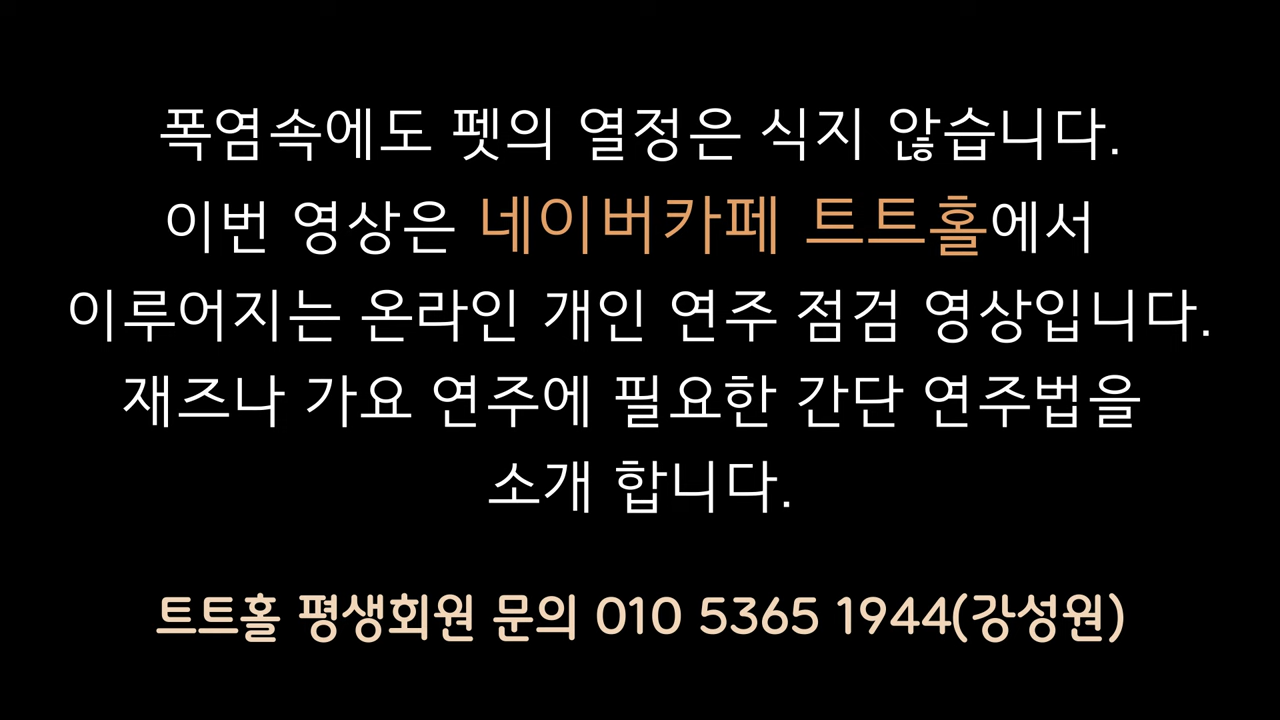 폭염속에도 펫의 열정은 식지 않습니다.
이번 영상은 네이버카페 트트홀에서
이루어지는 온라인 개인 연주 점검 영상입니다.
재즈나 가요 연주에 필요한 간단 연주법을
소개 합니다.
트트홀 평생회원 문의 010 5365 1944(강성원)